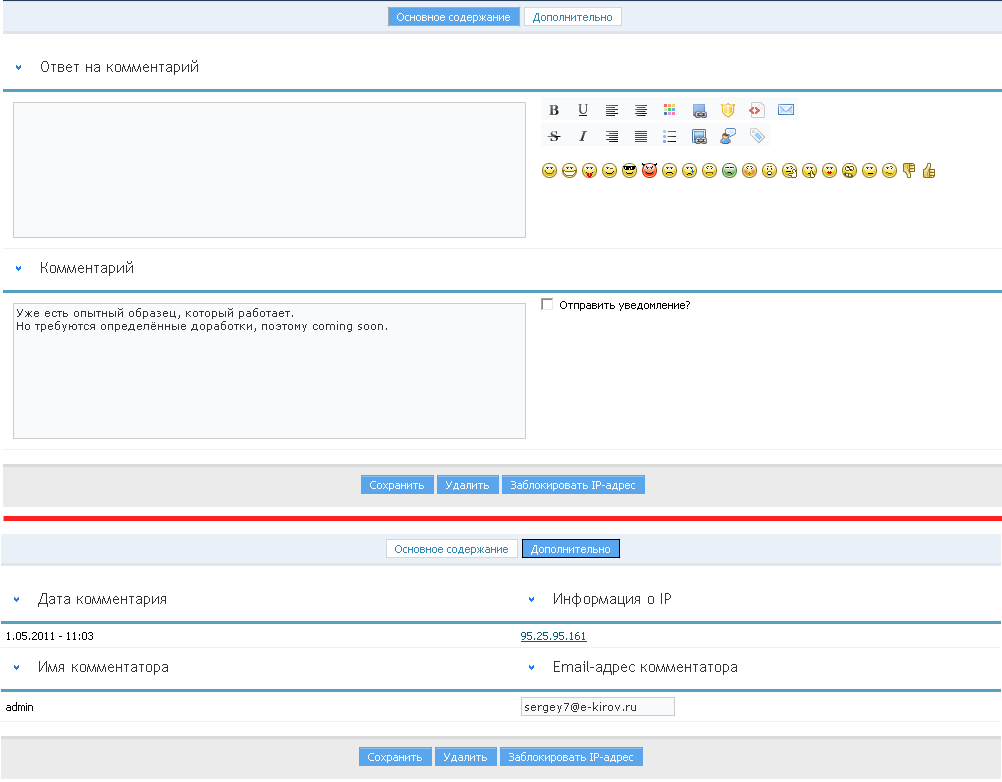 Основное содержание Дополнительно
Ответ на комментарий
B U
S I
Комментарий
Уже есть опытный образец, который работает.
Но требуются определённые доработки, поэтому coming soon.
Отправить уведомление?
Сохранить Удалить Заблокировать IP-адрес
Основное содержание Дополнительно
Дата комментария Информация о IP
1.05.2011 - 11:03 95.25.95.161
Имя комментатора Email-адрес комментатора
admin sergey7@e-kirov.ru
Сохранить Удалить Заблокировать IP-адрес